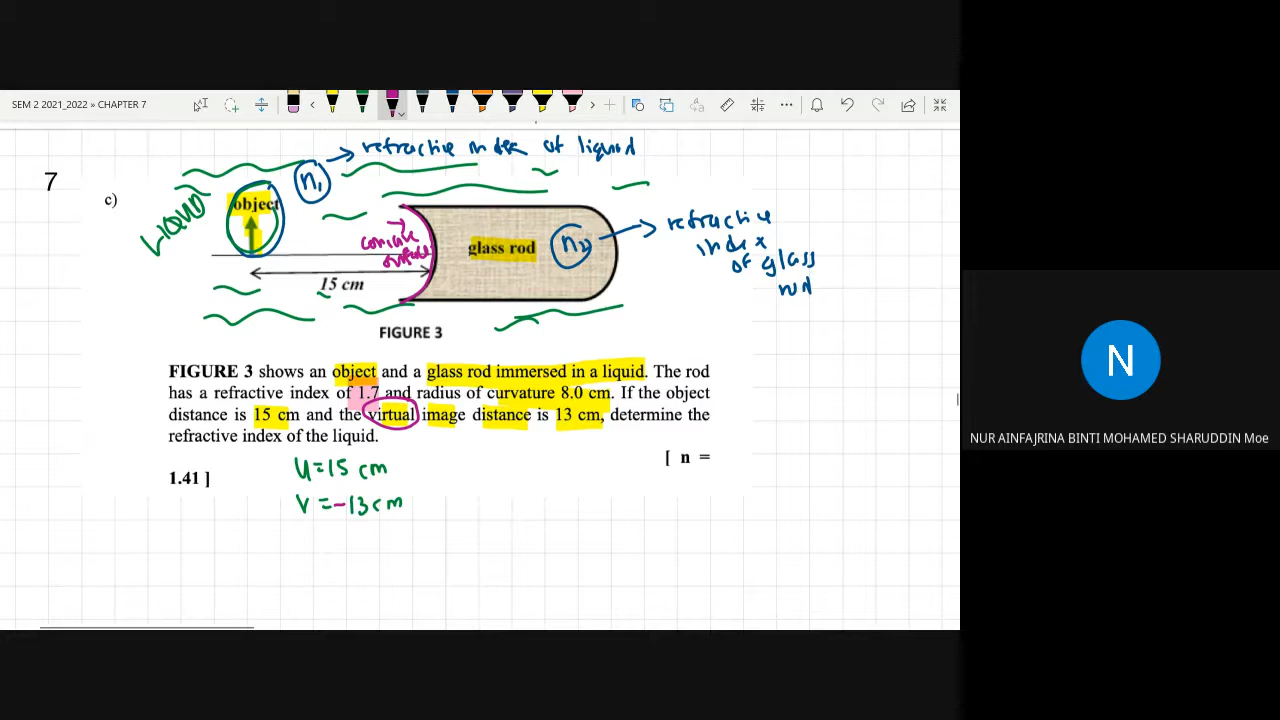 SEM 2 2021_2022 » CHAPTER 7
7
c)
n1 → refractive index of liquid
LIQUID
object
concave surface
glass rod
n2
refractive
index
of glass
rod
15 cm
FIGURE 3
FIGURE 3 shows an object and a glass rod immersed in a liquid. The rod
has a refractive index of 1.7 and radius of curvature 8.0 cm. If the object
distance is 15 cm and the virtual image distance is 13 cm, determine the
refractive index of the liquid.
[ n =
1.41 ]
u = 15 cm
v = -13 cm
N
NUR AINFAJRINA BINTI MOHAMED SHARUDDIN Moe